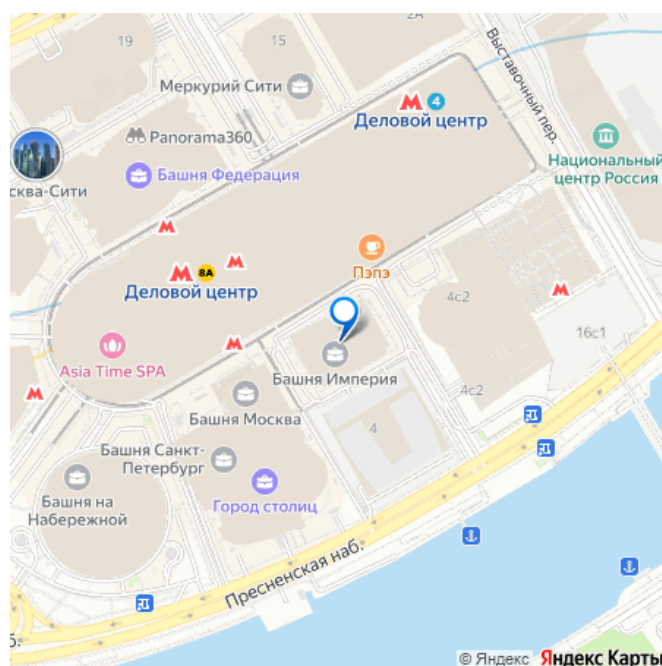 2А
19
15
Выставочный пер.
Меркурий Сити
4
Деловой центр
Panorama360
Национальный
центр Россия
сква-Сити
Башня Федерация
Пэпэ
8А
Деловой центр
4с2
16с1
Asia Time SPA
Башня Империя
4с2
Башня Москва
4
Башня Санкт-
Петербург
Башня на
Набережной
Город столиц
Пресненская наб.
б.
© Яндекс Яндекс Карты